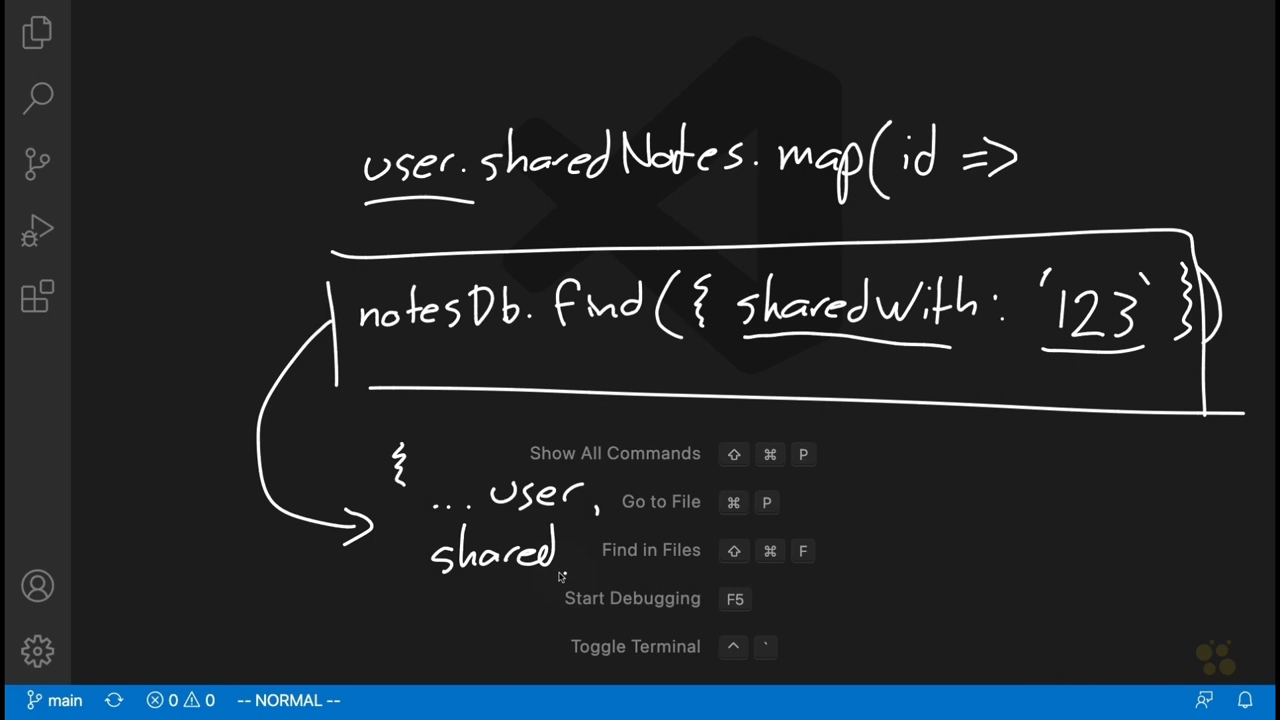 user.sharedNotes.map(id =>
notesDb.find({ sharedWith: '123' })
{
Show All Commands ⇧ ⌘ P
... user,
Go to File ⌘ P
shared
Find in Files ⇧ ⌘ F
Start Debugging F5
Toggle Terminal ^ `
main 0 0 -- NORMAL --